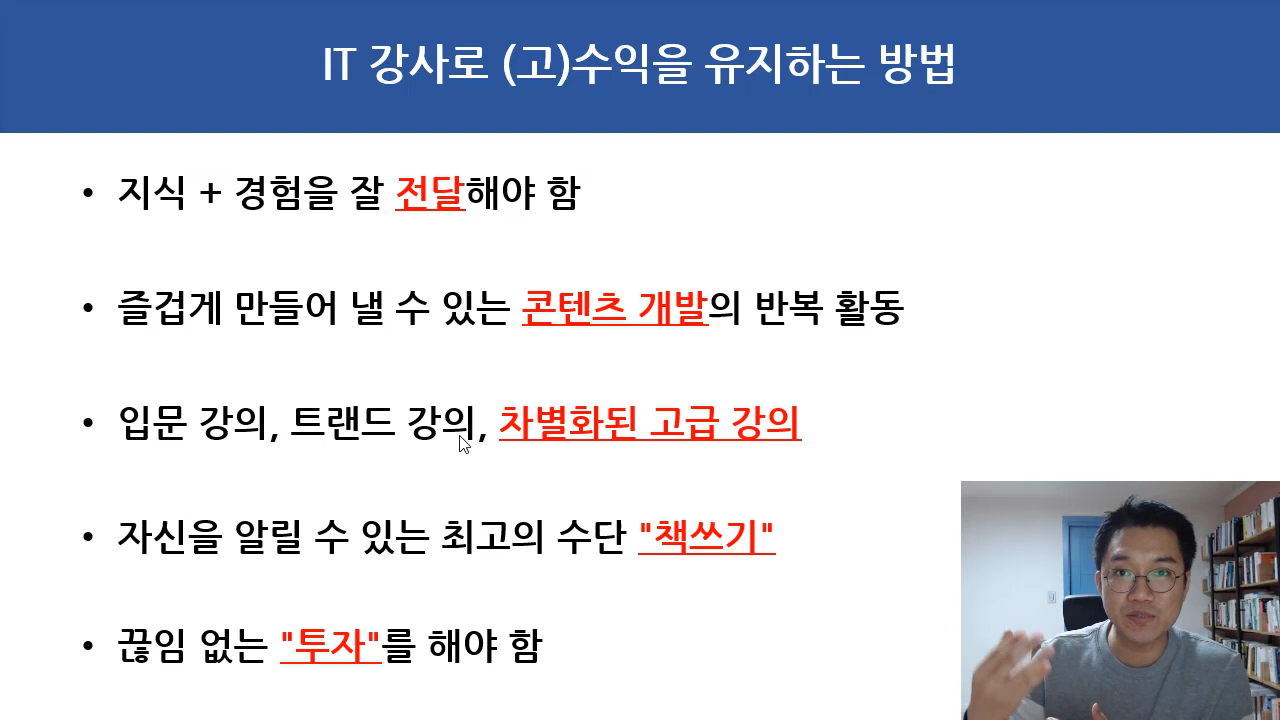 IT 강사로 (고)수익을 유지하는 방법
• 지식 + 경험을 잘 전달해야 함
• 즐겁게 만들어 낼 수 있는 콘텐츠 개발의 반복 활동
• 입문 강의, 트랜드 강의, 차별화된 고급 강의
• 자신을 알릴 수 있는 최고의 수단 "책쓰기"
• 끊임 없는 "투자"를 해야 함